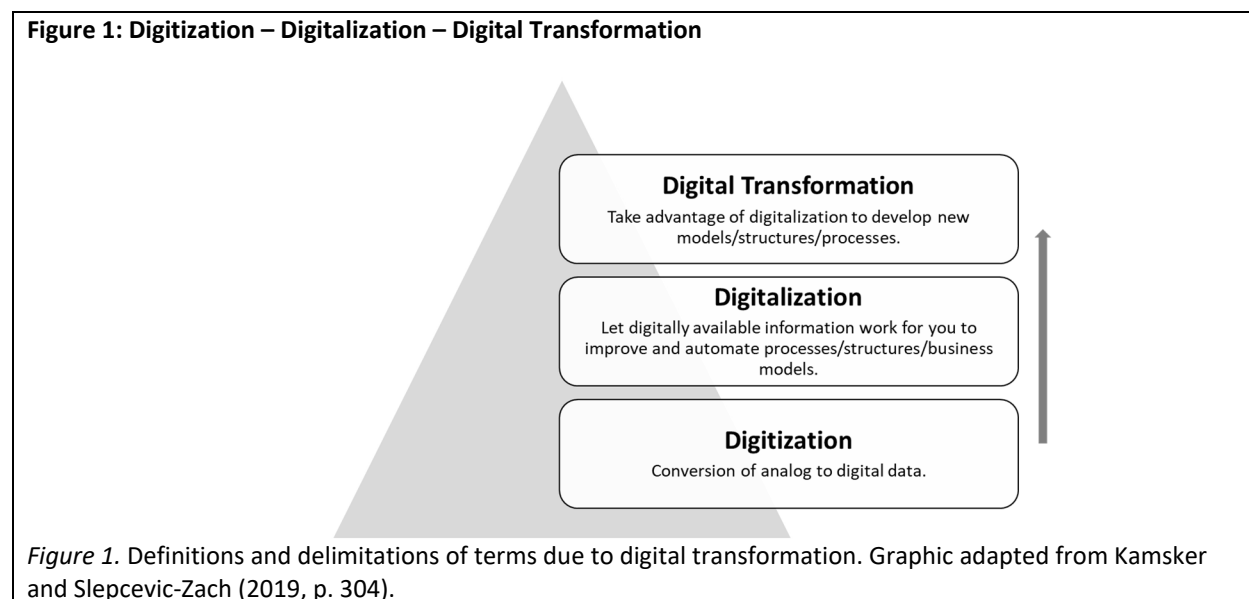 Figure 1: Digitization – Digitalization – Digital Transformation
Digital Transformation
Take advantage of digitalization to develop new
models/structures/processes.
Digitalization
Let digitally available information work for you to
improve and automate processes/structures/business
models.
Digitization
Conversion of analog to digital data.
Figure 1. Definitions and delimitations of terms due to digital transformation. Graphic adapted from Kamsker
and Slepcevic-Zach (2019, p. 304).